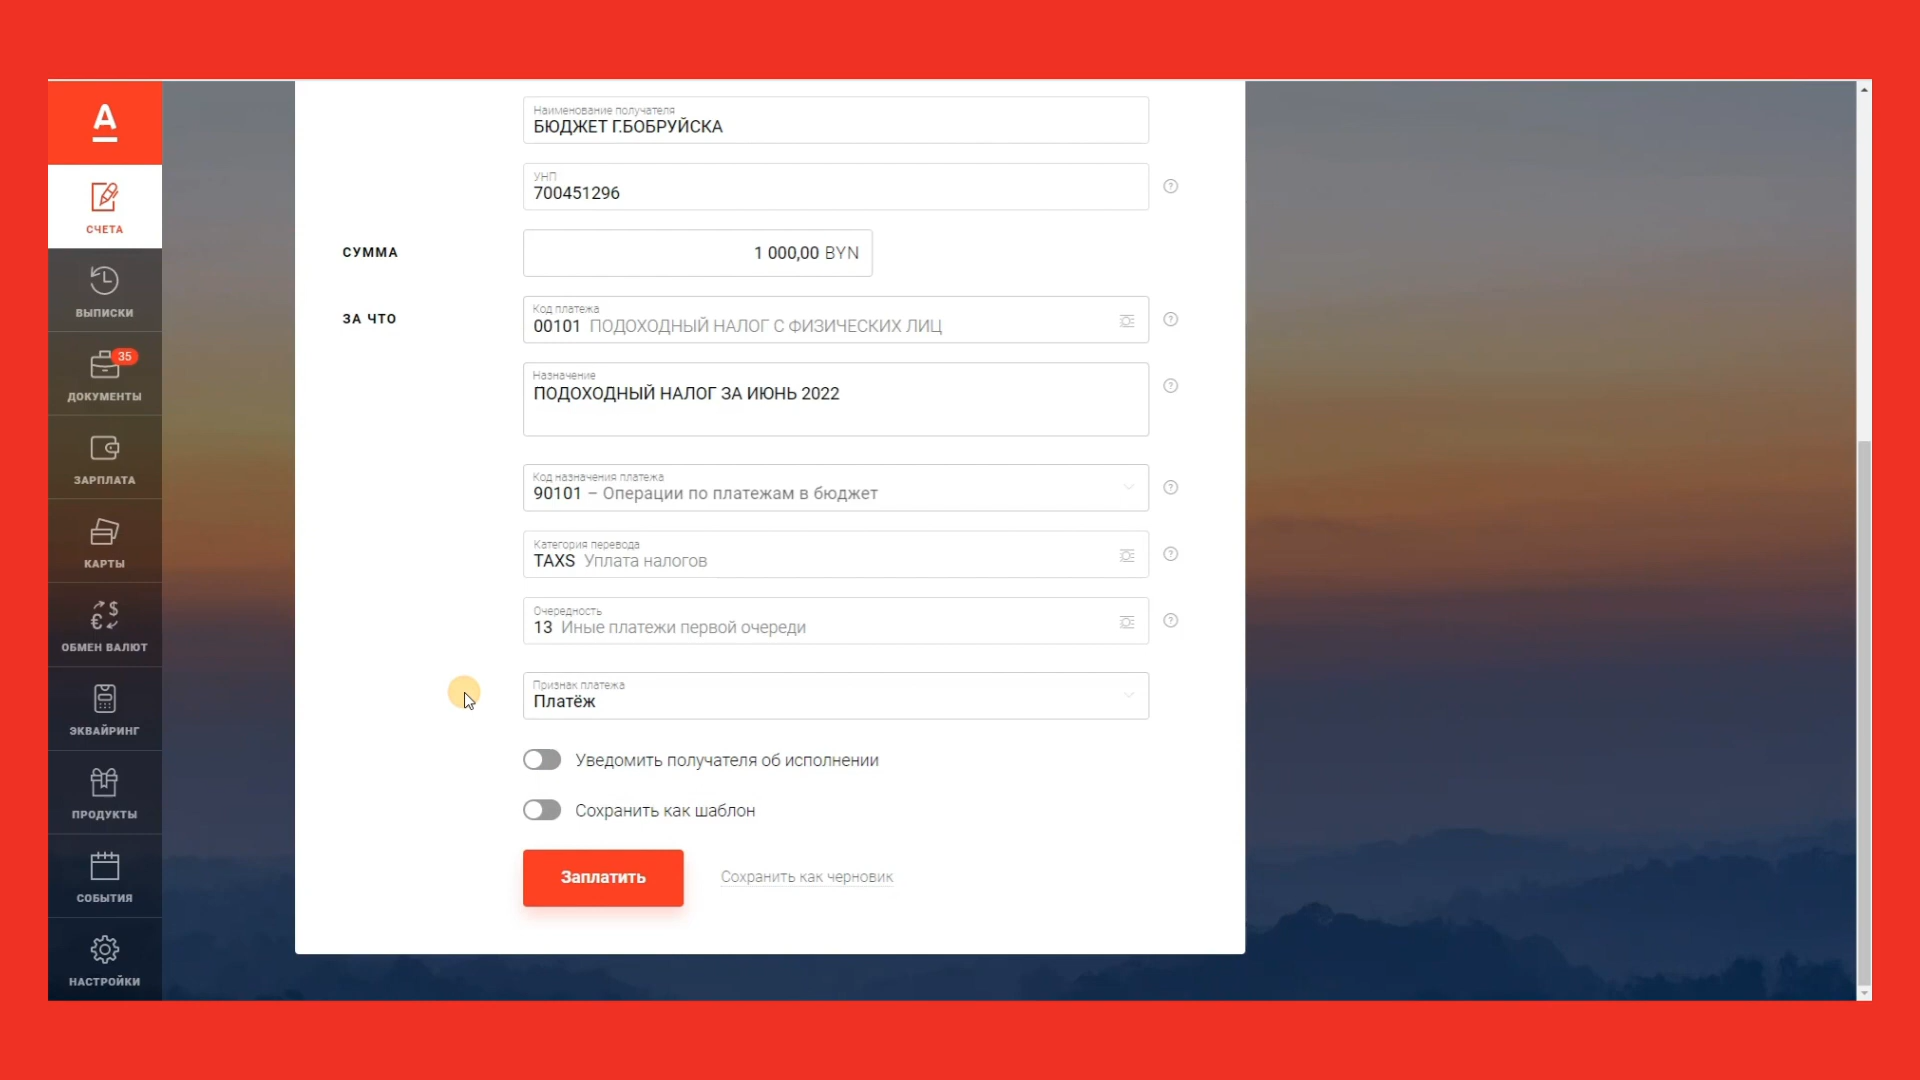 А
СЧЕТА
ВЫПИСКИ
35
ДОКУМЕНТЫ
ЗАРПЛАТА
КАРТЫ
$
€
ОБМЕН ВАЛЮТ
ЭКВАЙРИНГ
ПРОДУКТЫ
СОБЫТИЯ
НАСТРОЙКИ
Наименование получателя
БЮДЖЕТ Г.БОБРУЙСКА
УНП
700451296
?
СУММА
1 000,00 BYN
ЗА ЧТО
Код платежа
00101 ПОДОХОДНЫЙ НАЛОГ С ФИЗИЧЕСКИХ ЛИЦ
?
Назначение
ПОДОХОДНЫЙ НАЛОГ ЗА ИЮНЬ 2022
?
Код назначения платежа
90101 – Операции по платежам в бюджет
?
Категория перевода
TAXS Уплата налогов
?
Очередность
13 Иные платежи первой очереди
?
Признак платежа
Платёж
Уведомить получателя об исполнении
Сохранить как шаблон
Заплатить
Сохранить как черновик